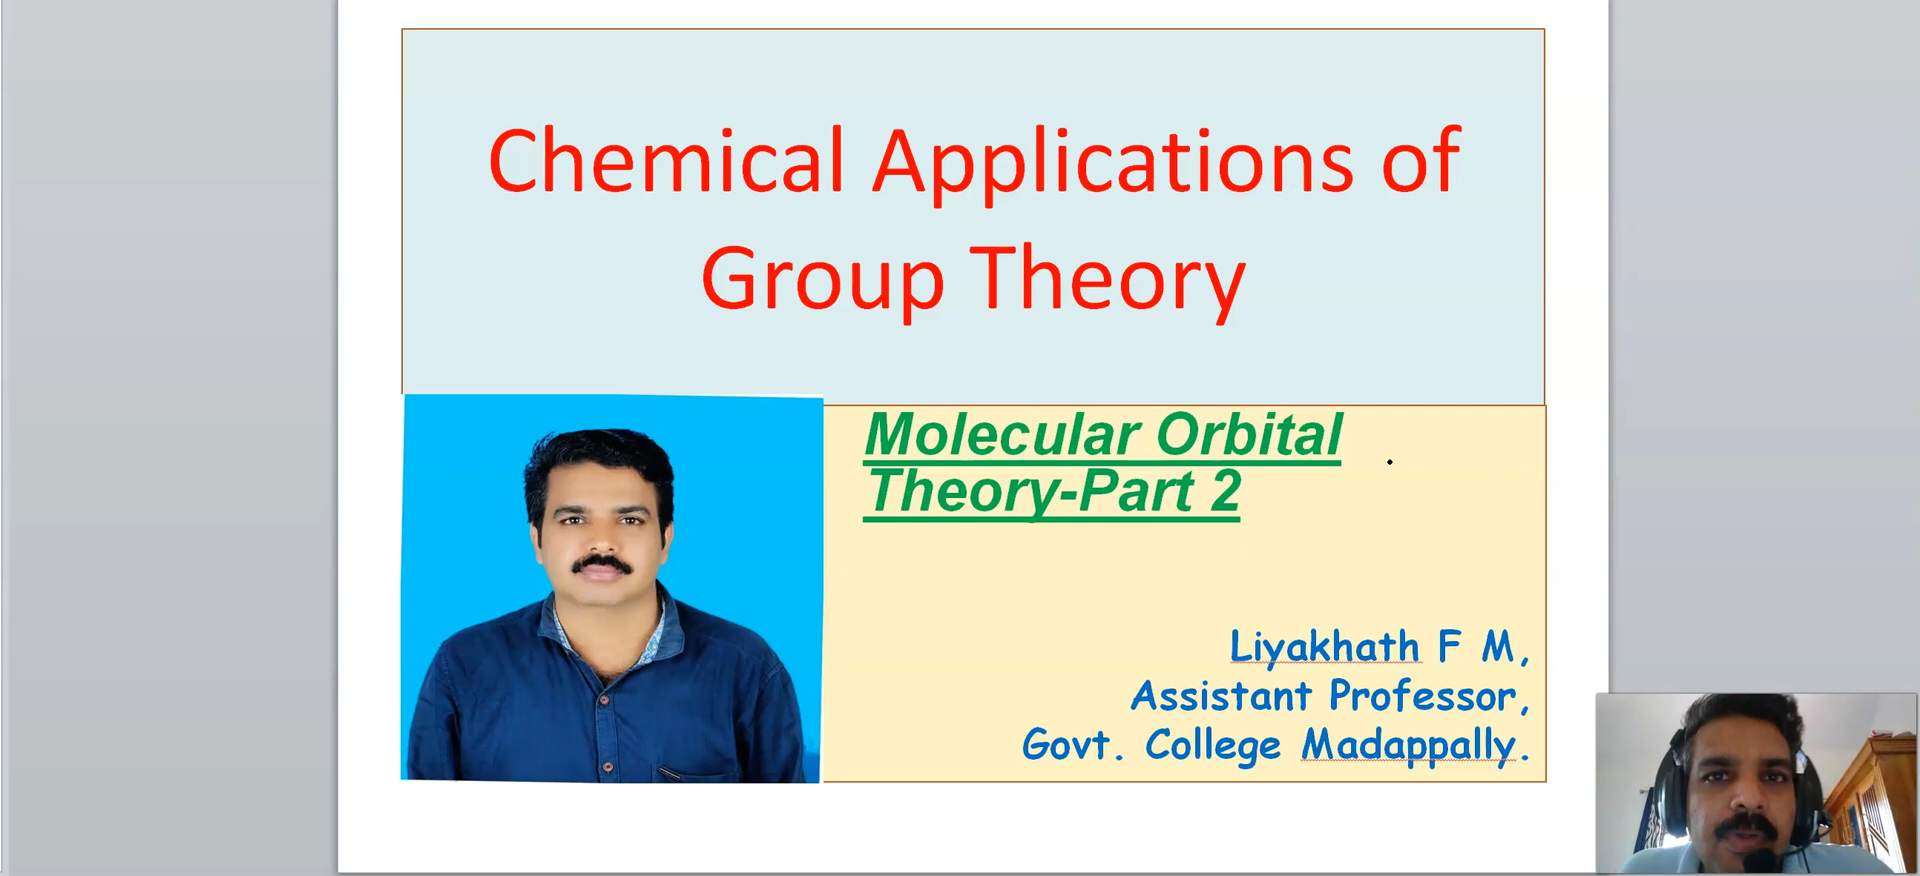 Chemical Applications of
Group Theory
Molecular Orbital
Theory-Part 2
Liyakhath F M,
Assistant Professor,
Govt. College Madappally.